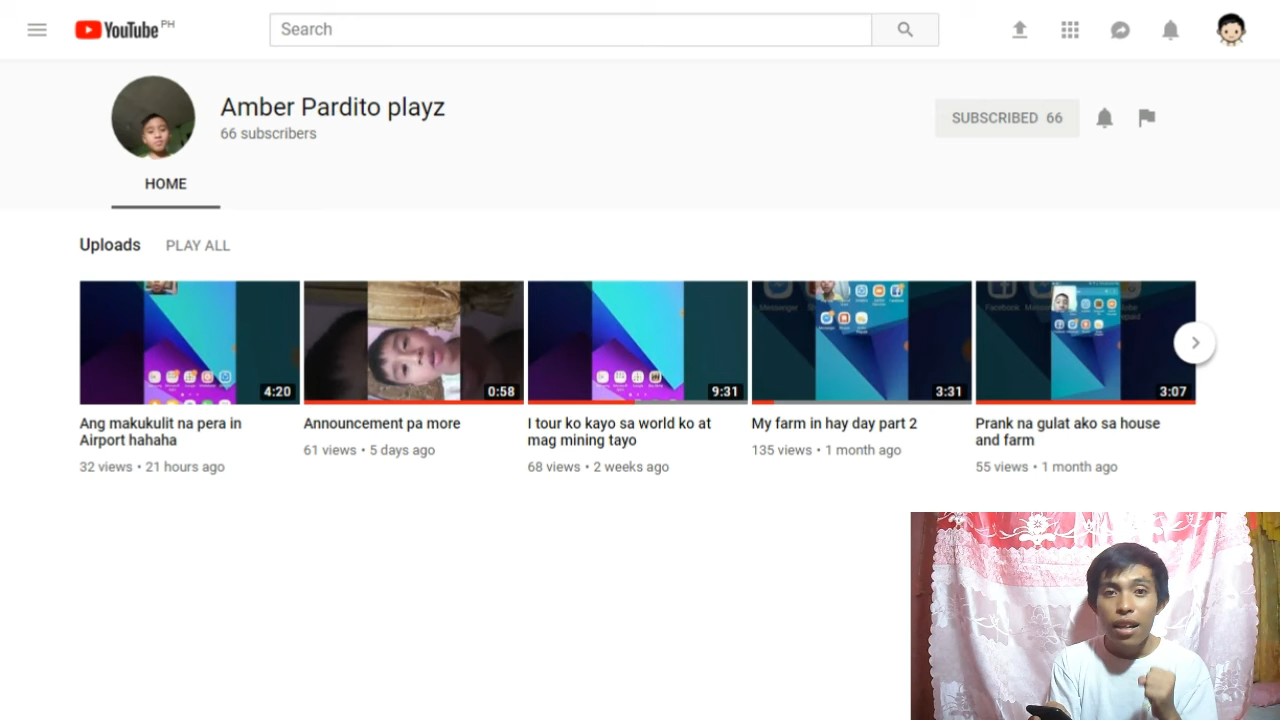 YouTube PH
Search
Amber Pardito playz
66 subscribers
SUBSCRIBED 66
HOME
Uploads PLAY ALL
4:20
0:58
9:31
3:31
3:07
Ang makukulit na pera in
Airport hahaha
32 views • 21 hours ago
Announcement pa more
61 views • 5 days ago
I tour ko kayo sa world ko at
mag mining tayo
68 views • 2 weeks ago
My farm in hay day part 2
135 views • 1 month ago
Prank na gulat ako sa house
and farm
55 views • 1 month ago